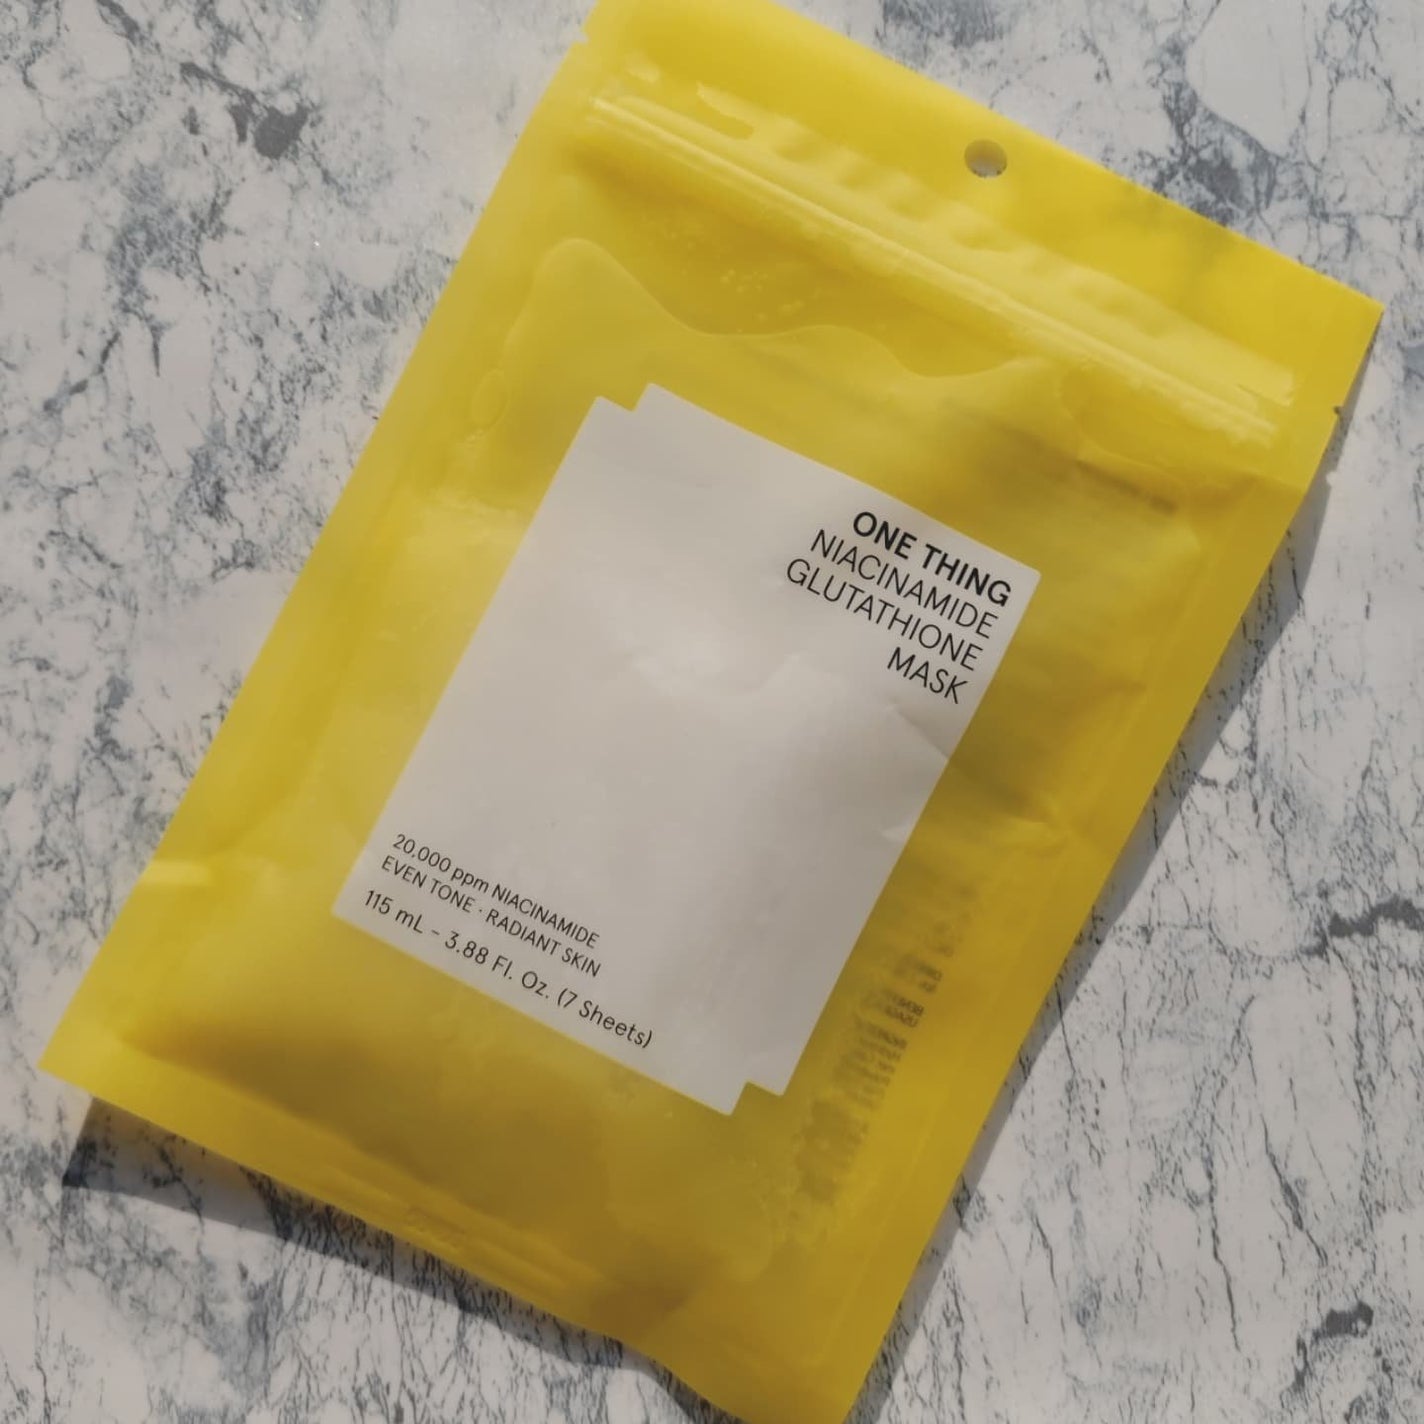 ONE THING
NIACINAMIDE
GLUTATHIONE
MASK
20,000 ppm NIACINAMIDE
EVEN TONE · RADIANT SKIN
115 mL - 3.88 Fl. Oz. (7 Sheets)